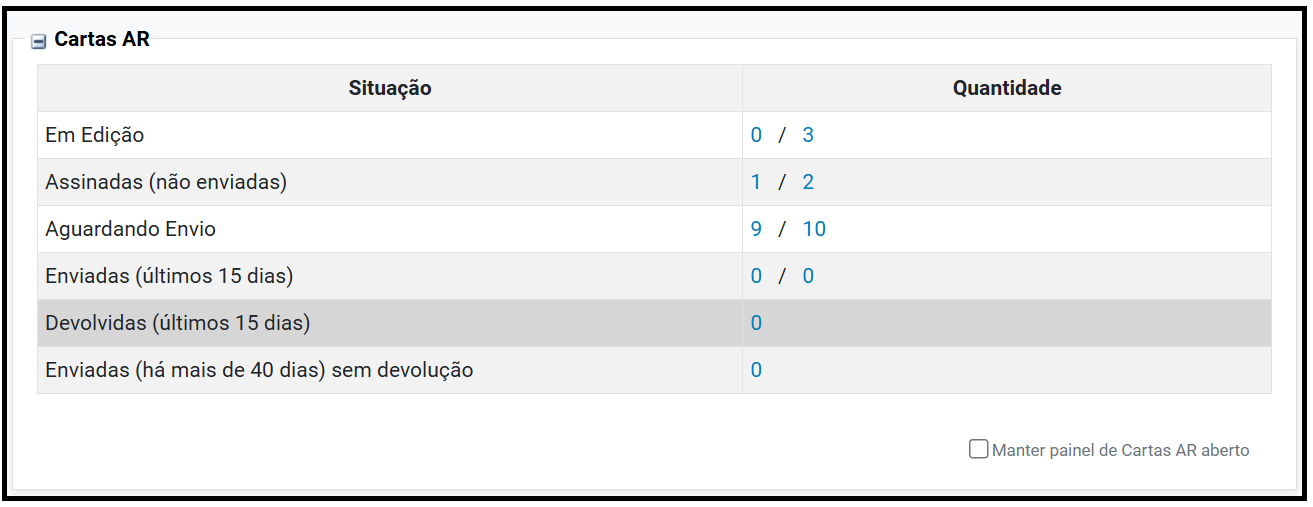 Cartas AR
Situação Quantidade
Em Edição 0 / 3
Assinadas (não enviadas) 1 / 2
Aguardando Envio 9 / 10
Enviadas (últimos 15 dias) 0 / 0
Devolvidas (últimos 15 dias) 0
Enviadas (há mais de 40 dias) sem devolução 0
Manter painel de Cartas AR aberto